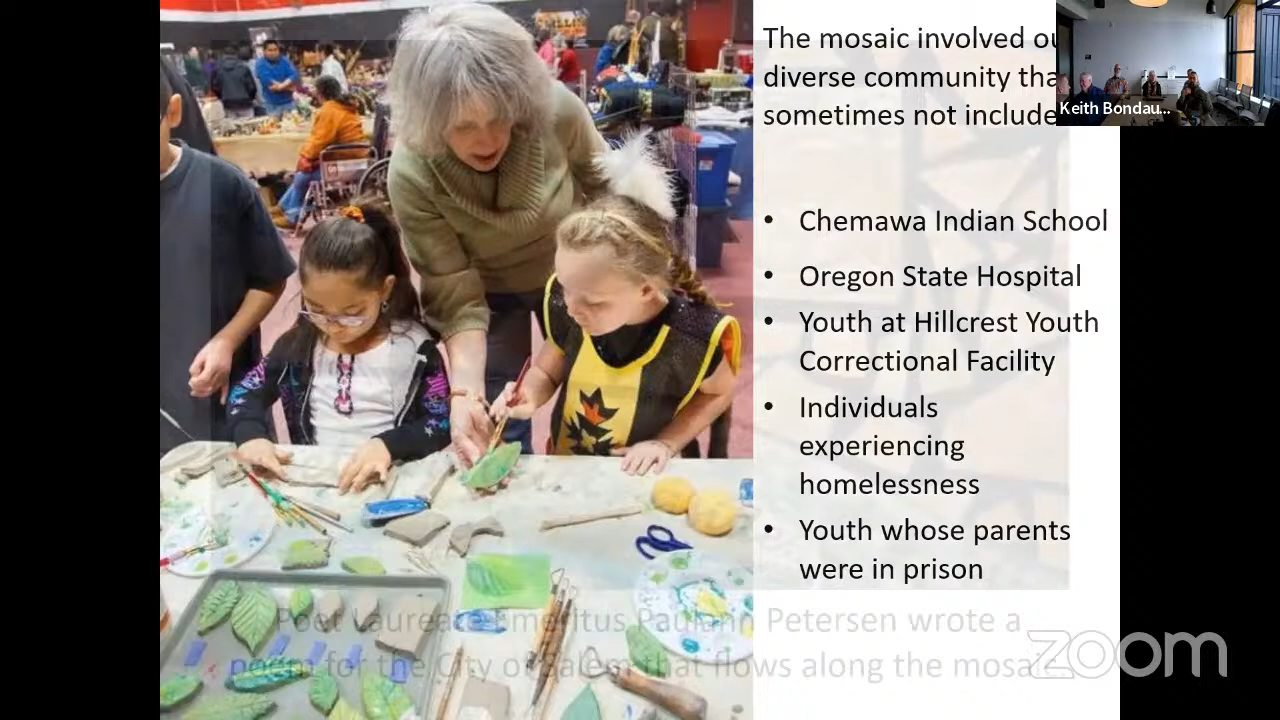 The mosaic involved ou
diverse community tha
sometimes not include
Keith Bondau...
• Chemawa Indian School
• Oregon State Hospital
• Youth at Hillcrest Youth
Correctional Facility
• Individuals
experiencing
homelessness
• Youth whose parents
were in prison
Poet Laureate Emeritus Paulann Petersen wrote a
poem for the City of Salem that flows along the mosaic.
zoom